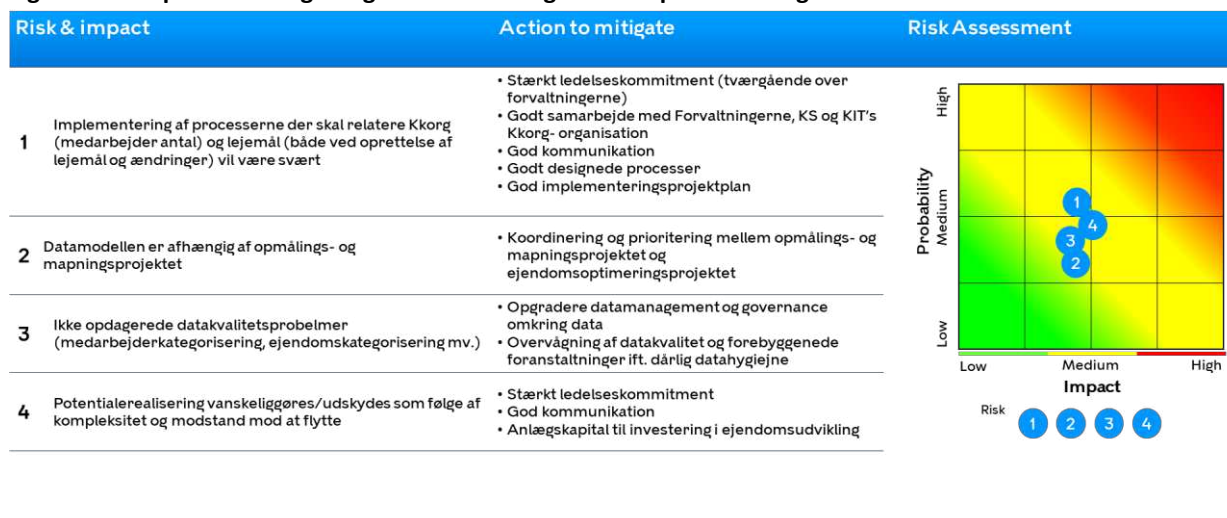 Risk & impact
Action to mitigate
Risk Assessment
1
Implementering af processerne der skal relatere Kkorg
(medarbejder antal) og lejemål (både ved oprettelse af
lejemål og ændringer) vil være svært
• Stærkt ledelseskommitment (tværgående over
forvaltningerne)
• Godt samarbejde med Forvaltningerne, KS og KIT's
Kkorg- organisation
• God kommunikation
• Godt designede processer
• God implementeringsprojektplan
2
Datamodellen er afhængig af opmålings- og
mapningsprojektet
• Koordinering og prioritering mellem opmålings- og
mapningsprojektet og
ejendomsoptimeringsprojektet
3
Ikke opdagerede datakvalitetsprobelmer
(medarbejderkategorisering, ejendomskategorisering mv.)
• Opgradere datamanagement og governance
omkring data
• Overvågning af datakvalitet og forebyggenede
foranstaltninger ift. dårlig datahygiejne
4
Potentialerealisering vanskeliggøres/udskydes som følge af
kompleksitet og modstand mod at flytte
• Stærkt ledelseskommitment
• God kommunikation
• Anlægskapital til investering i ejendomsudvikling
Probability
High
Medium
Low
1
4
3
2
Low Medium High
Impact
Risk
1 2 3 4